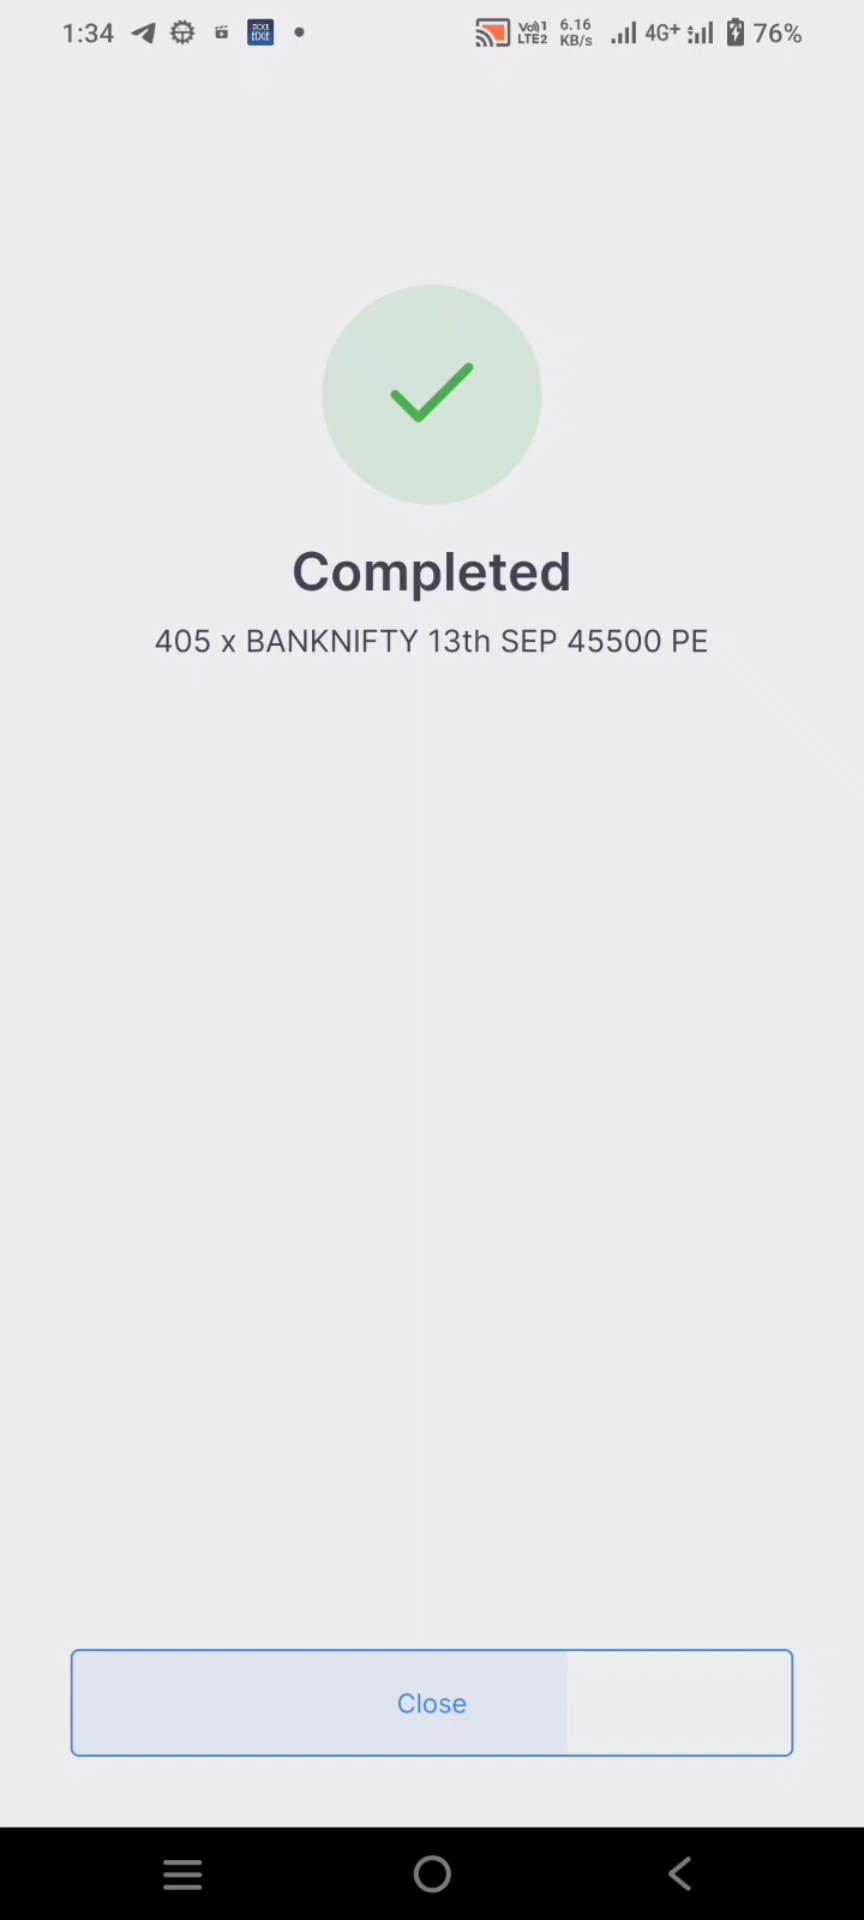 1:34
Vo))1
LTE2
6.16
KB/s
4G+
76%
Completed
405 x BANKNIFTY 13th SEP 45500 PE
Close